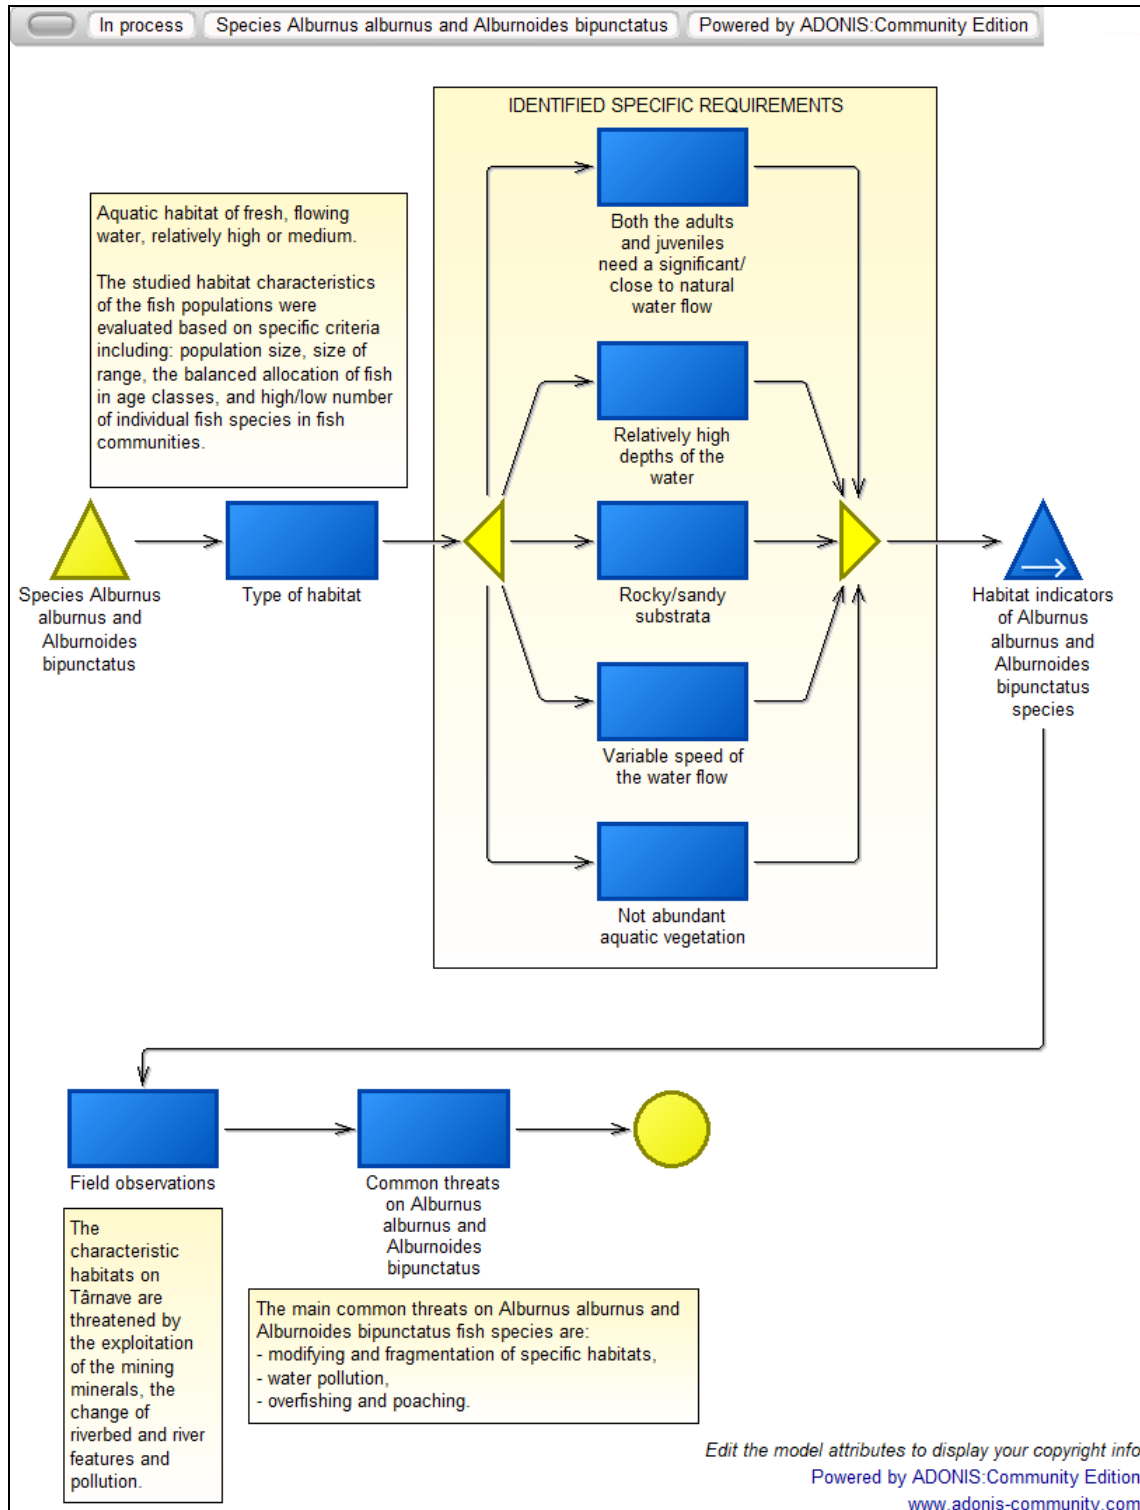 In process
Species Alburnus alburnus and Alburnoides bipunctatus
Powered by ADONIS:Community Edition
IDENTIFIED SPECIFIC REQUIREMENTS
Both the adults
and juveniles
need a significant/
close to natural
water flow
Aquatic habitat of fresh, flowing
water, relatively high or medium.
The studied habitat characteristics
of the fish populations were
evaluated based on specific criteria
including: population size, size of
range, the balanced allocation of fish
in age classes, and high/low number
of individual fish species in fish
communities.
Relatively high
depths of the
water
Species Alburnus
alburnus and
Alburnoides
bipunctatus
Type of habitat
Rocky/sandy
substrata
Habitat indicators
of Alburnus
alburnus and
Alburnoides
bipunctatus
species
Variable speed of
the water flow
Not abundant
aquatic vegetation
Field observations
Common threats
on Alburnus
alburnus and
Alburnoides
bipunctatus
The
characteristic
habitats on
Târnave are
threatened by
the exploitation
of the mining
minerals, the
change of
riverbed and river
features and
pollution.
The main common threats on Alburnus alburnus and
Alburnoides bipunctatus fish species are:
- modifying and fragmentation of specific habitats,
- water pollution,
- overfishing and poaching.
Edit the model attributes to display your copyright info
Powered by ADONIS:Community Edition
www.adonis-community.com